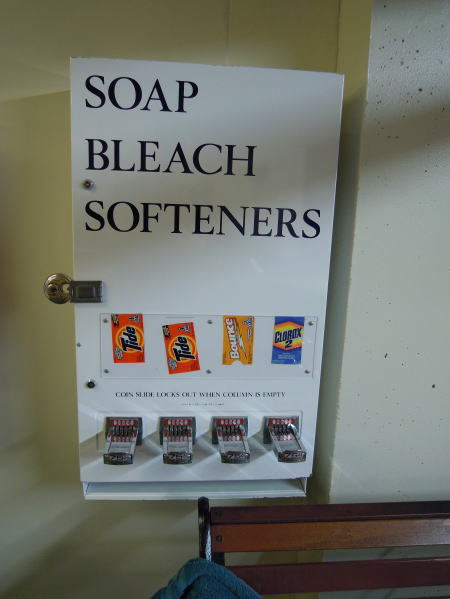 SOAP
BLEACH
SOFTENERS
Tide
Tide
Bounce
CLOROX
2
COIN SLIDE LOCKS OUT WHEN COLUMN IS EMPTY